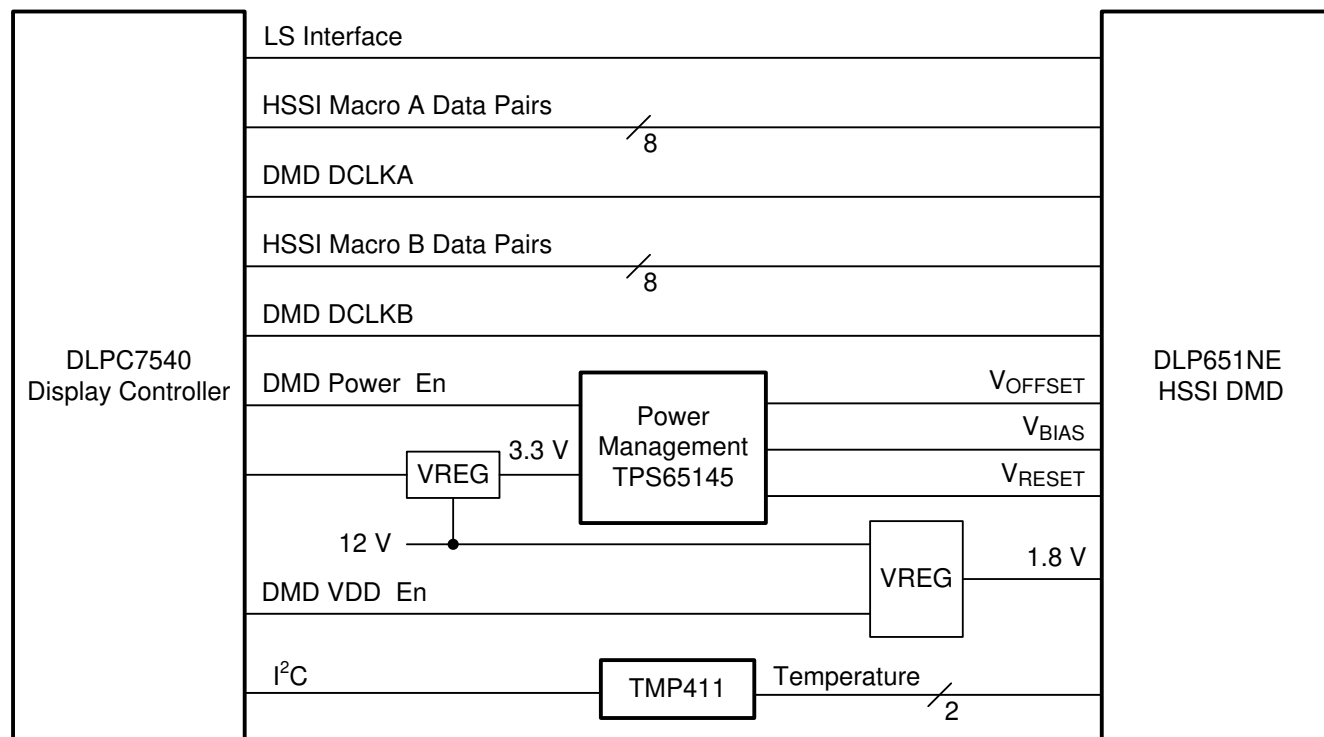 LS Interface
HSSI Macro A Data Pairs
8
DMD DCLKA
HSSI Macro B Data Pairs
8
DMD DCLKB
DLPC7540
Display Controller
DLP651NE
HSSI DMD
DMD Power En
Power
Management
TPS65145
VOFFSET
VBIAS
VRESET
3.3 V
VREG
12 V
VREG
1.8 V
DMD VDD En
I²C
TMP411
Temperature
2